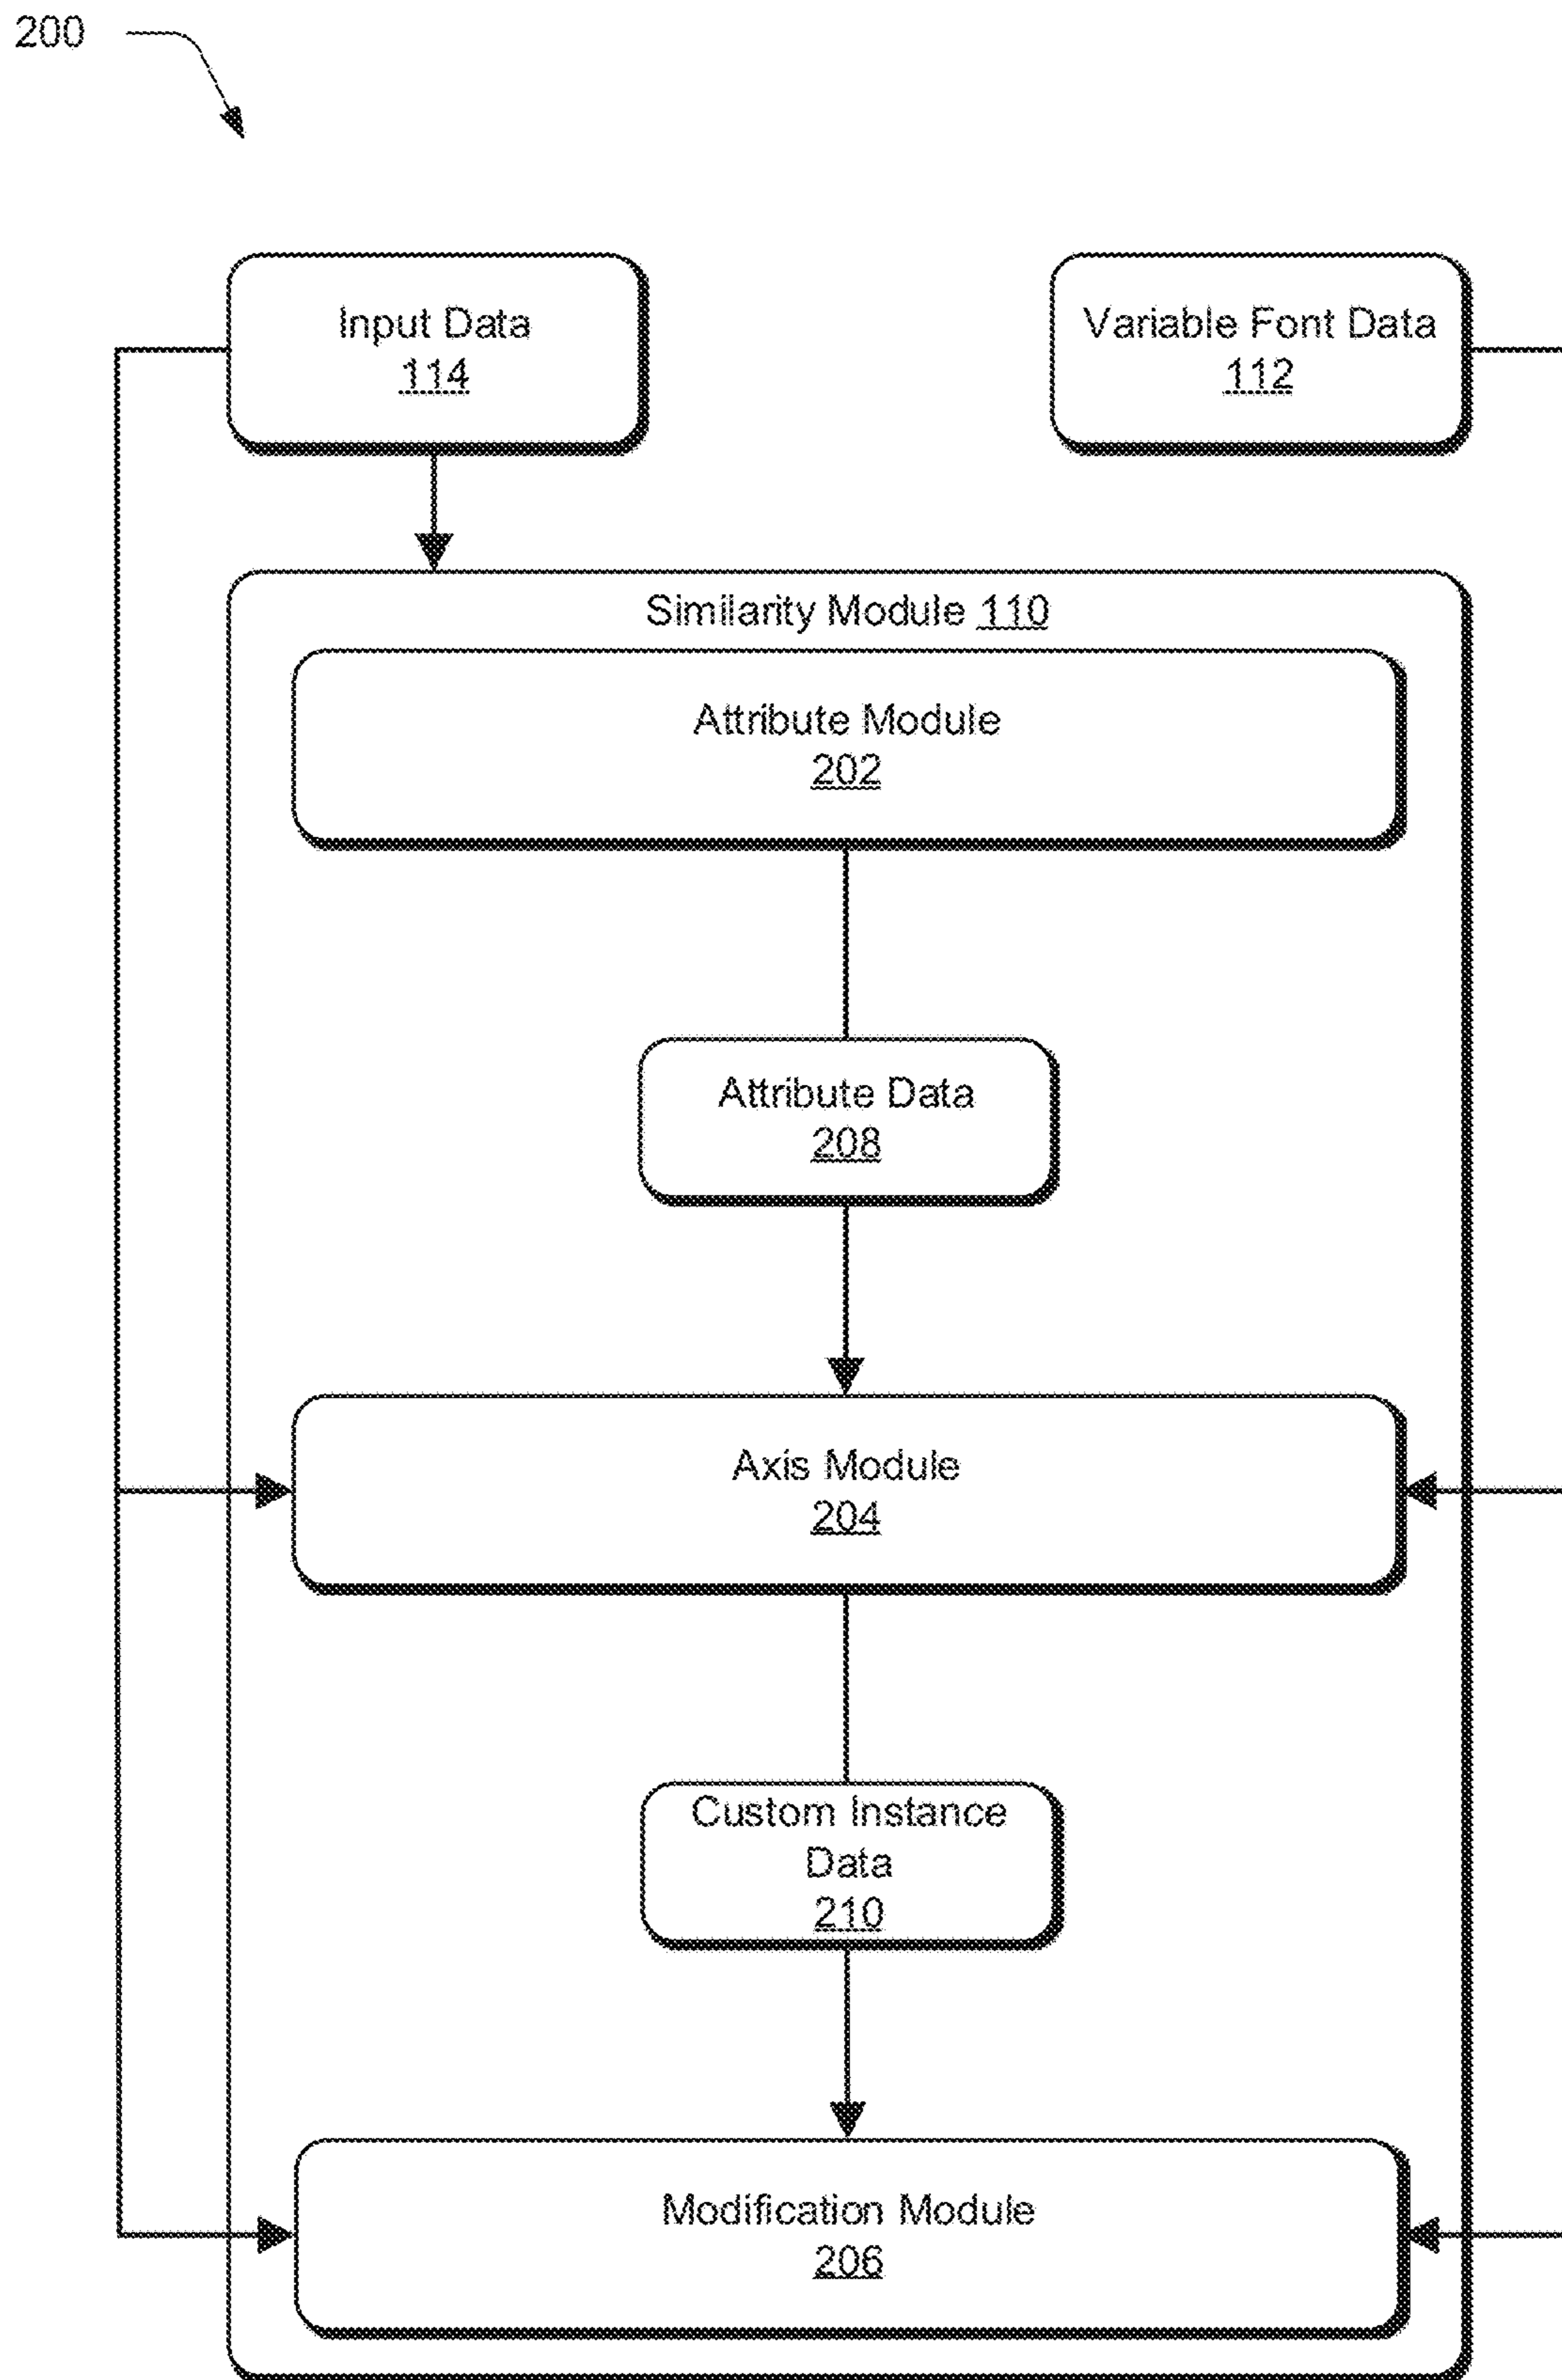 200
Input Data
114
Variable Font Data
112
Similarity Module 110
Attribute Module
202
Attribute Data
208
Axis Module
204
Custom Instance
Data
210
Modification Module
206